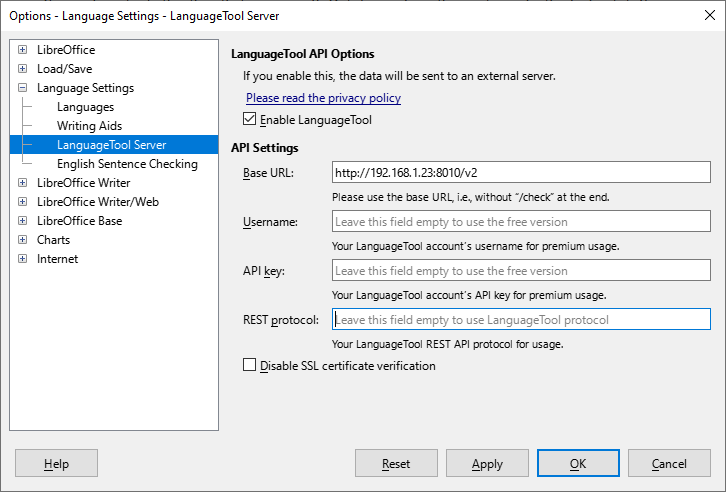 Options - Language Settings - LanguageTool Server
LibreOffice
Load/Save
Language Settings
Languages
Writing Aids
LanguageTool Server
English Sentence Checking
LibreOffice Writer
LibreOffice Writer/Web
LibreOffice Base
Charts
Internet
LanguageTool API Options
If you enable this, the data will be sent to an external server.
Please read the privacy policy
Enable LanguageTool
API Settings
Base URL: http://192.168.1.23:8010/v2
Please use the base URL, i.e., without “/check” at the end.
Username: Leave this field empty to use the free version
Your LanguageTool account’s username for premium usage.
API key: Leave this field empty to use the free version
Your LanguageTool account’s API key for premium usage.
REST protocol: Leave this field empty to use LanguageTool protocol
Your LanguageTool REST API protocol for usage.
Disable SSL certificate verification
Help Reset Apply OK Cancel